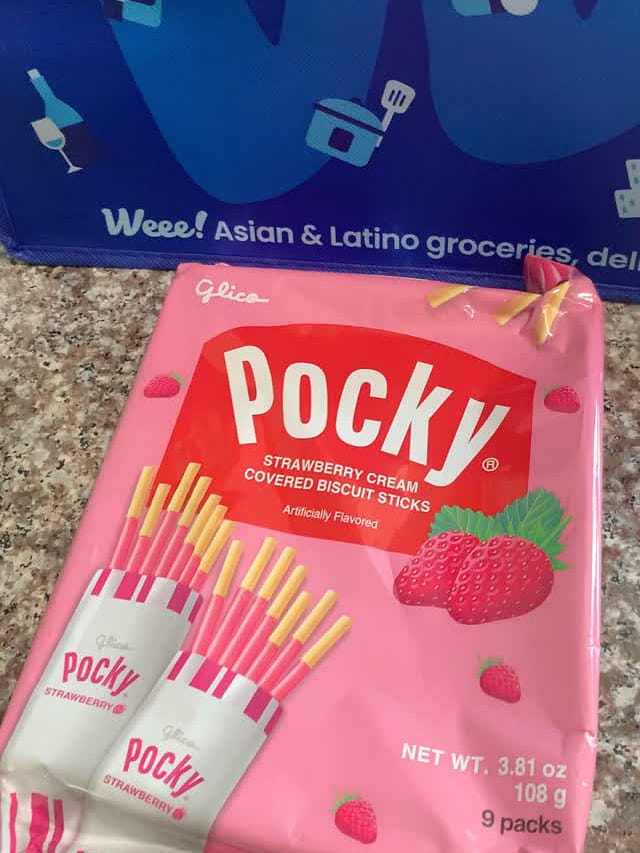 Weee! Asian & Latino groceries,
Glico
Pocky®
STRAWBERRY CREAM
COVERED BISCUIT STICKS
Artificially Flavored
Glico
Pocky
STRAWBERRY
Glico
Pocky
STRAWBERRY
NET WT. 3.81 oz
108 g
9 packs